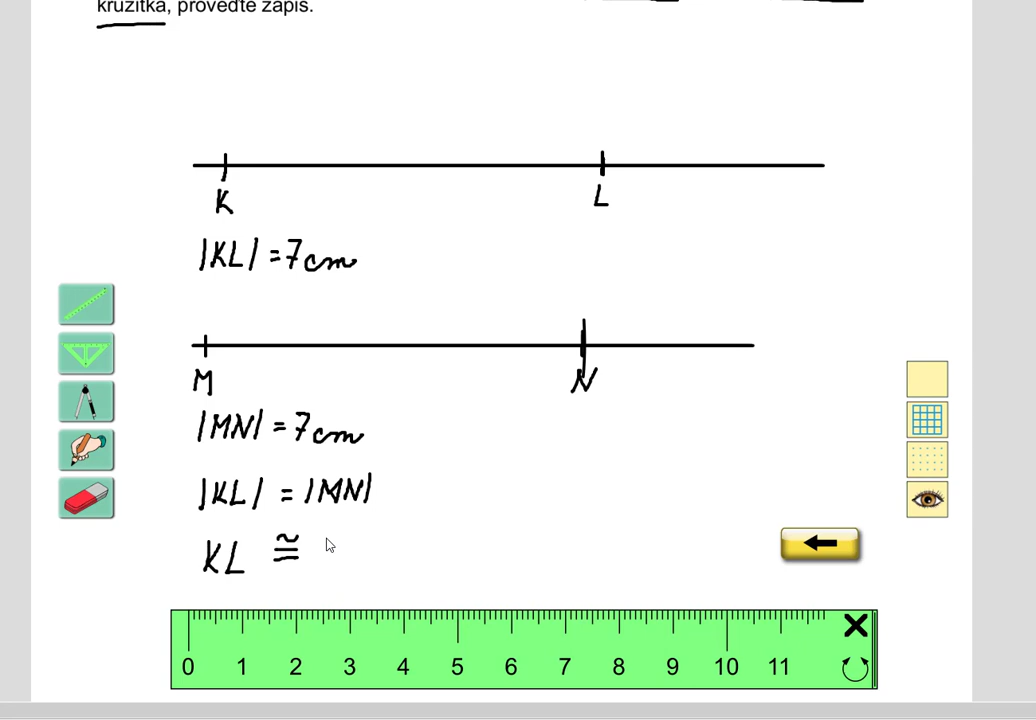 kružítka, proveďte zápis.
K L
|KL| = 7cm
M N
|MN| = 7cm
|KL| = |MN|
KL ≅
0 1 2 3 4 5 6 7 8 9 10 11